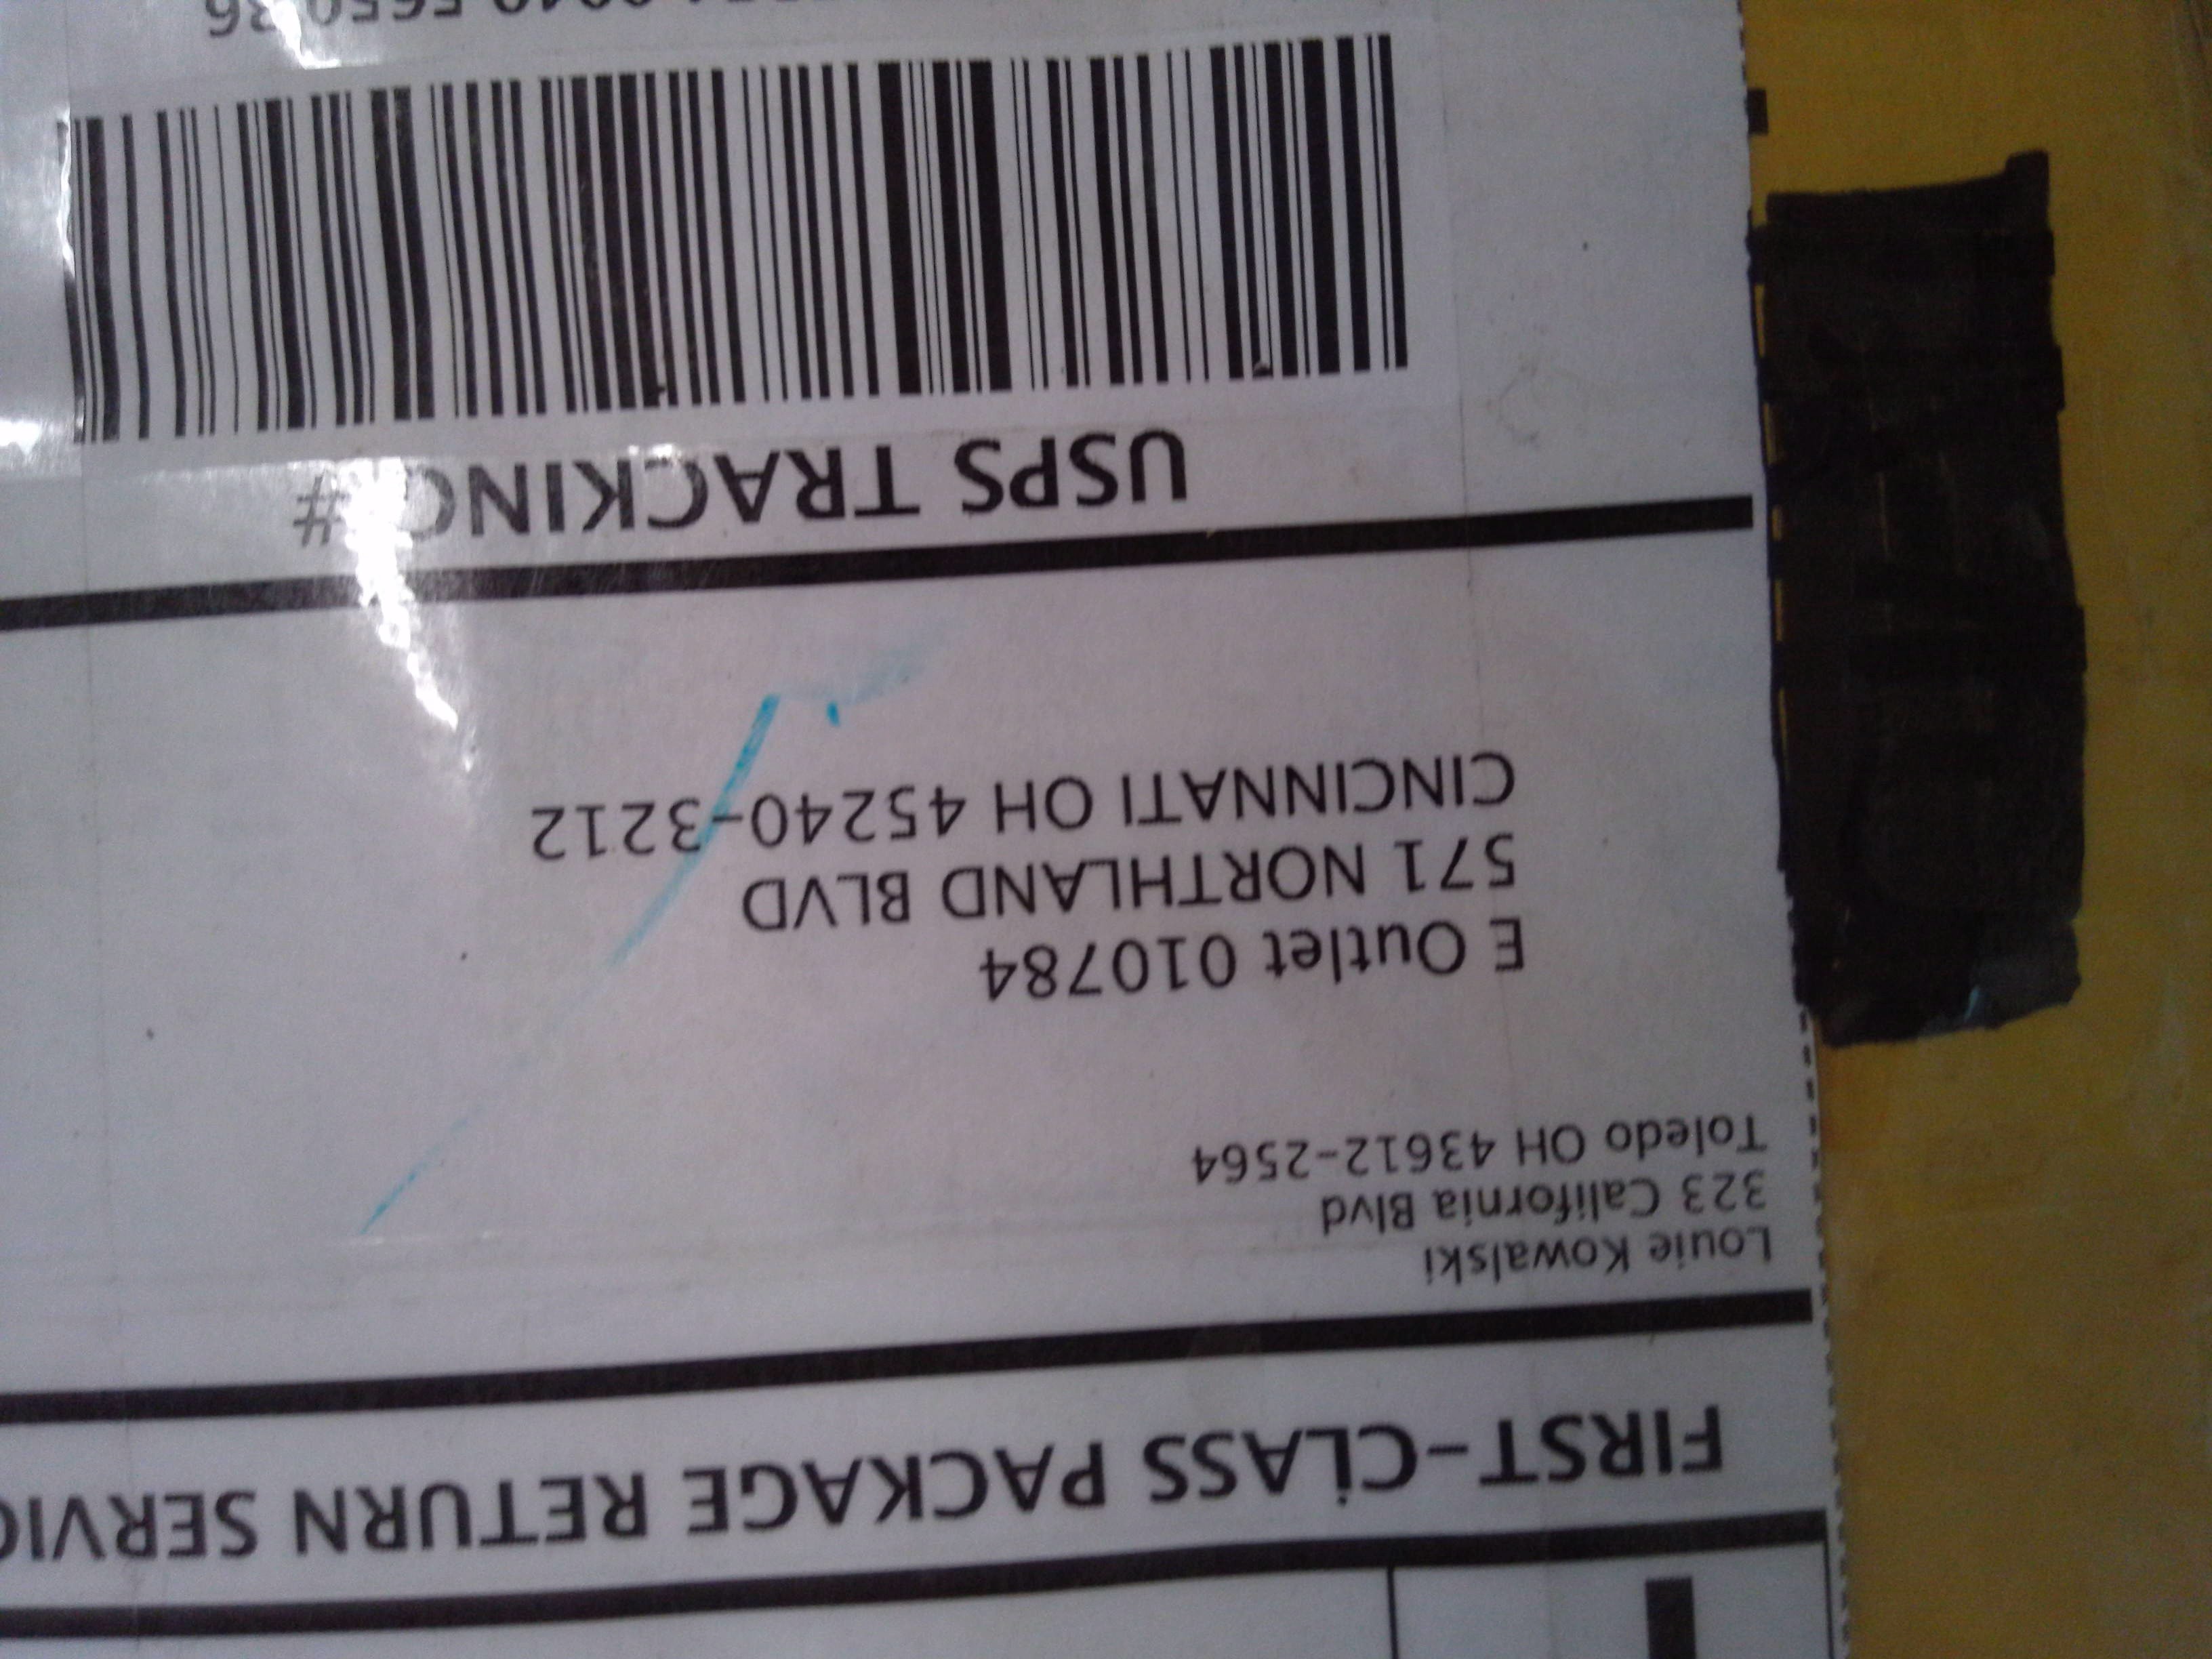 FIRST-CLASS PACKAGE RETURN
Louie Kowalski
323 California Blvd
Toledo OH 43612-2564
E Outlet 010784
571 NORTHLAND BLVD
CINCINNATI OH 45240-3212
USPS TRACKING #